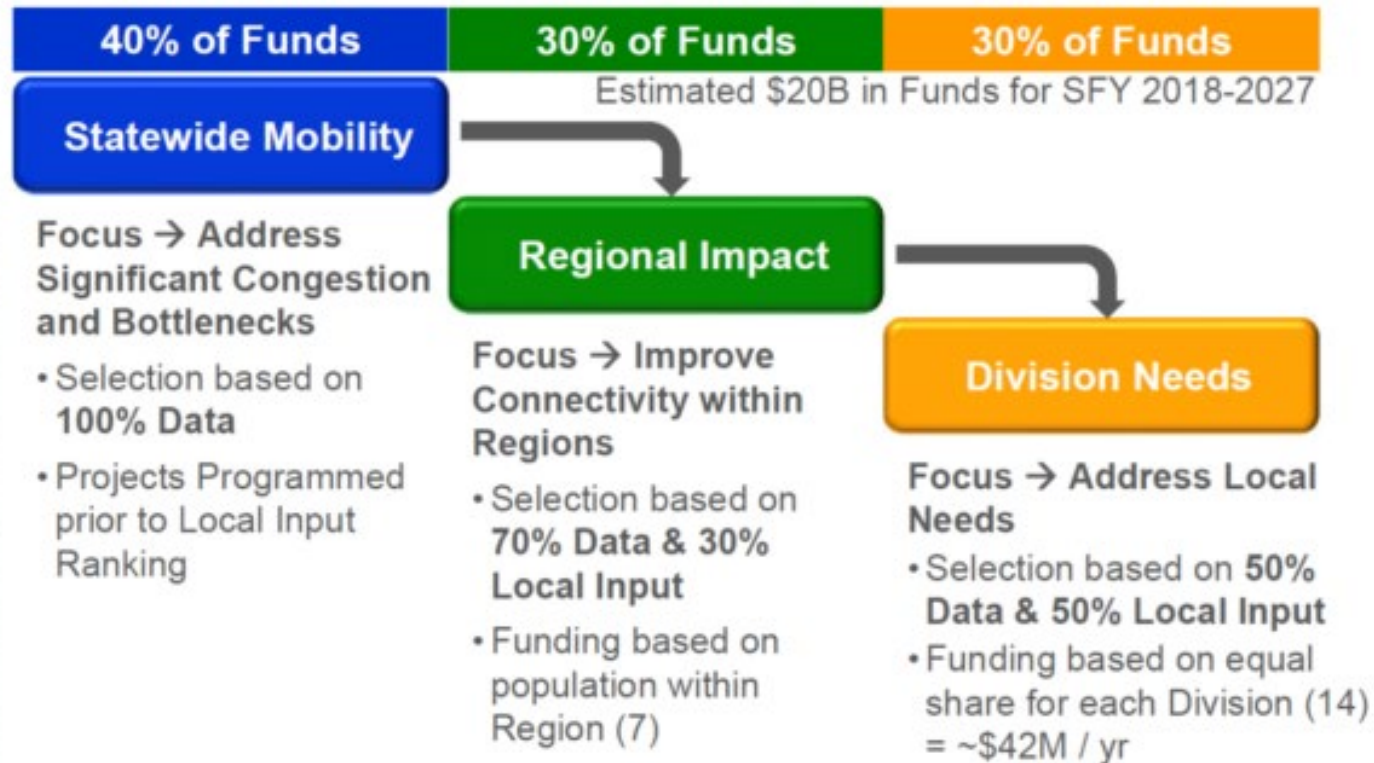 40% of Funds
30% of Funds
30% of Funds
Estimated $20B in Funds for SFY 2018-2027
Statewide Mobility
Focus → Address
Significant Congestion
and Bottlenecks
• Selection based on
100% Data
• Projects Programmed
prior to Local Input
Ranking
Regional Impact
Focus → Improve
Connectivity within
Regions
• Selection based on
70% Data & 30%
Local Input
• Funding based on
population within
Region (7)
Division Needs
Focus → Address Local
Needs
• Selection based on 50%
Data & 50% Local Input
• Funding based on equal
share for each Division (14)
= ~$42M / yr